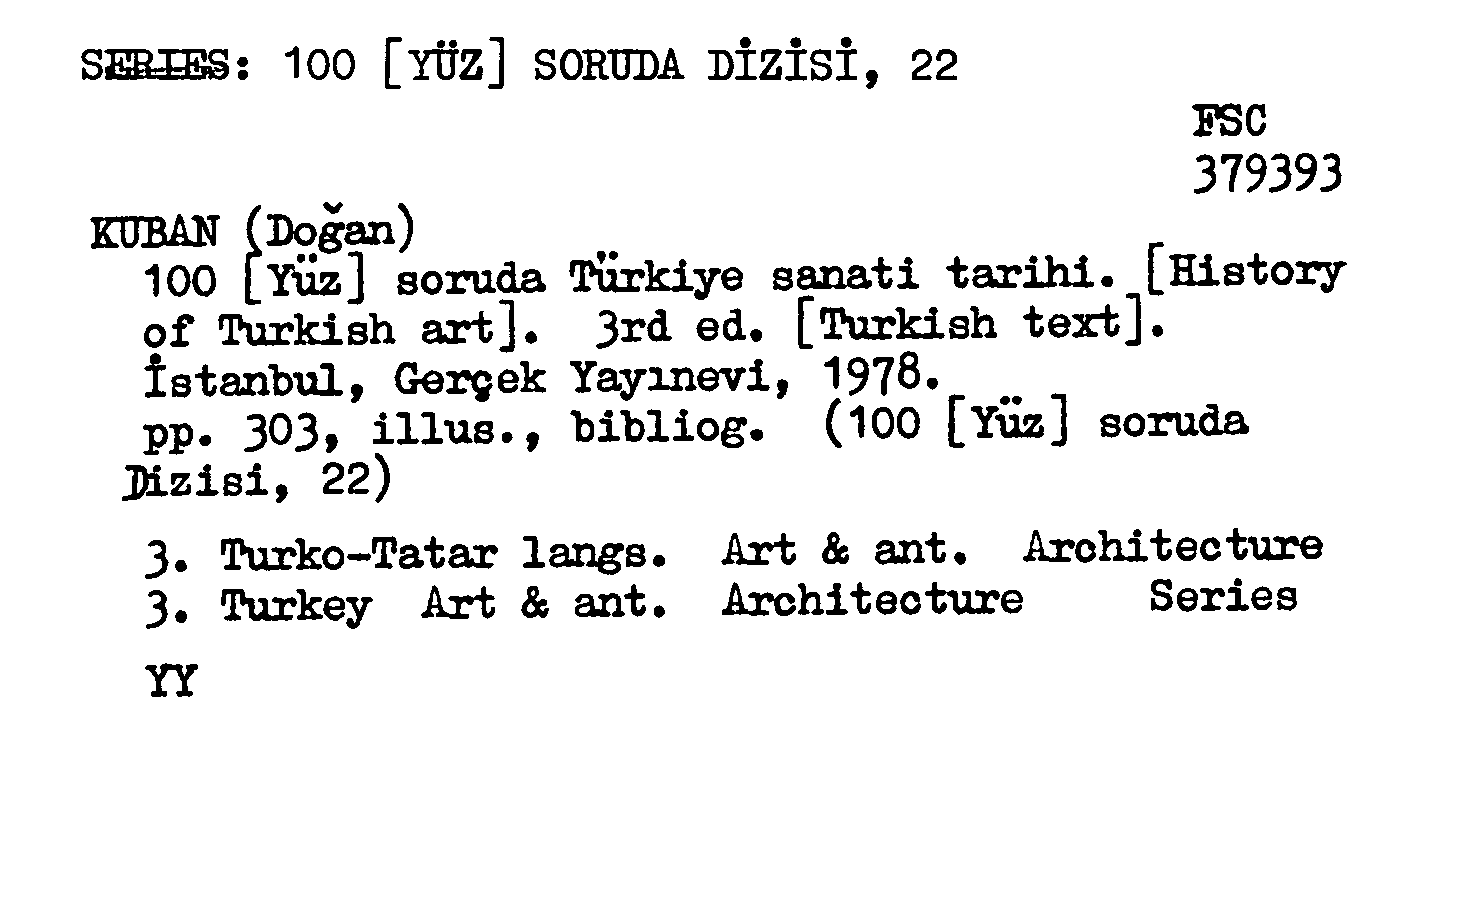 SERIES: 100 [YÜZ] SORUDA DİZİSİ, 22
FSC
379393
KUBAN (Doğan)
100 [Yüz] soruda Türkiye sanati tarihi. [History
of Turkish art]. 3rd ed. [Turkish text].
İstanbul, Gerçek Yayınevi, 1978.
pp. 303, illus., bibliog. (100 [Yüz] soruda
Dizisi, 22)
3. Turko-Tatar langs. Art & ant. Architecture
3. Turkey Art & ant. Architecture Series
YY